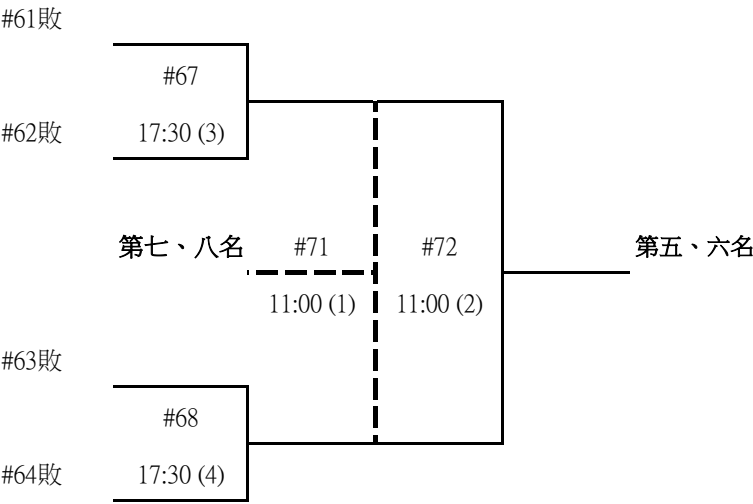 #61敗
#67
#62敗 17:30 (3)
第七、八名 #71 #72 第五、六名
11:00 (1) 11:00 (2)
#63敗
#68
#64敗 17:30 (4)